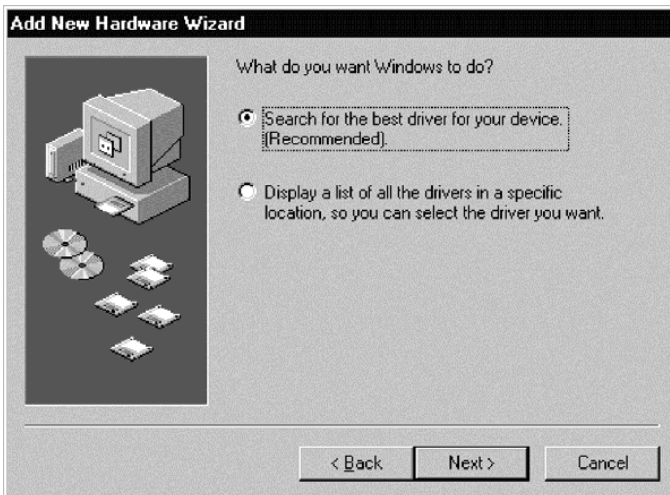 Add New Hardware Wizard
What do you want Windows to do?
Search for the best driver for your device.
(Recommended).
Display a list of all the drivers in a specific
location, so you can select the driver you want.
< Back
Next >
Cancel